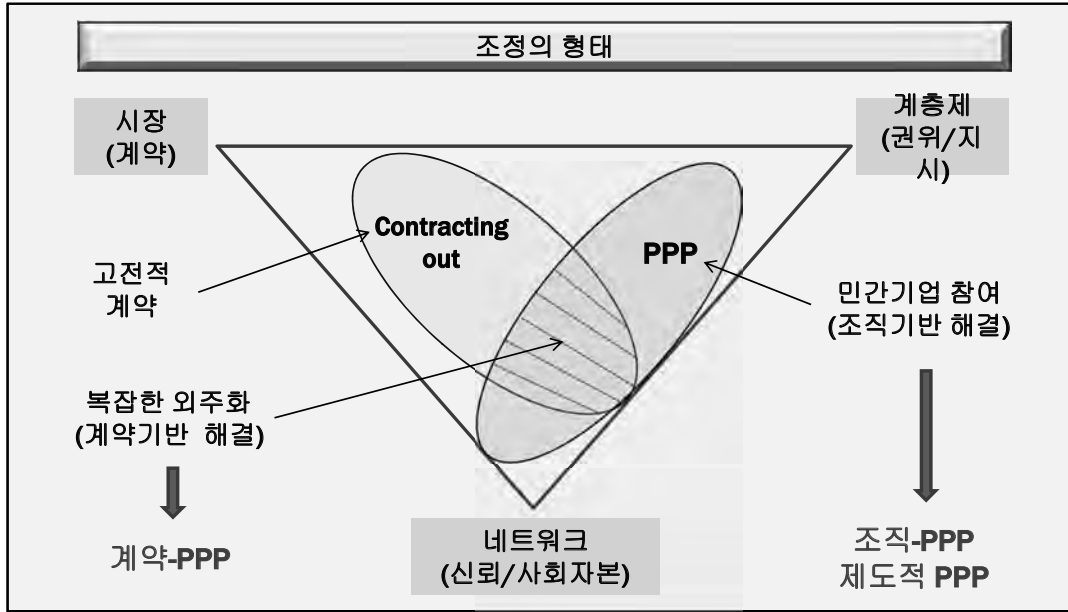 조정의 형태
시장
(계약)
계층제
(권위/지
시)
Contracting
out
PPP
고전적
계약
민간기업 참여
(조직기반 해결)
복잡한 외주화
(계약기반 해결)
계약-PPP
네트워크
(신뢰/사회자본)
조직-PPP
제도적 PPP